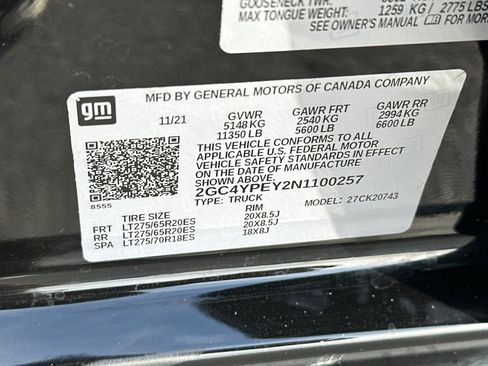 GOOSENECK TWR:
MAX TONGUE WEIGHT: 1259 KG / 2775 LBS
SEE OWNER'S MANUAL FOR MORE
gm
MFD BY GENERAL MOTORS OF CANADA COMPANY
11/21 GVWR GAWR FRT GAWR RR
5148 KG 2540 KG 2994 KG
11350 LB 5600 LB 6600 LB
THIS VEHICLE CONFORMS TO ALL
APPLICABLE U.S. FEDERAL MOTOR
VEHICLE SAFETY STANDARDS IN EFFECT ON
THE DATE OF MANUFACTURE SHOWN ABOVE.
2GC4YPEY2N1100257
TYPE: TRUCK MODEL: 27CK20743
8555
TIRE SIZE RIM
FRT LT275/65R20ES 20X8.5J
RR LT275/65R20ES 20X8.5J
SPA LT275/70R18ES 18X8J